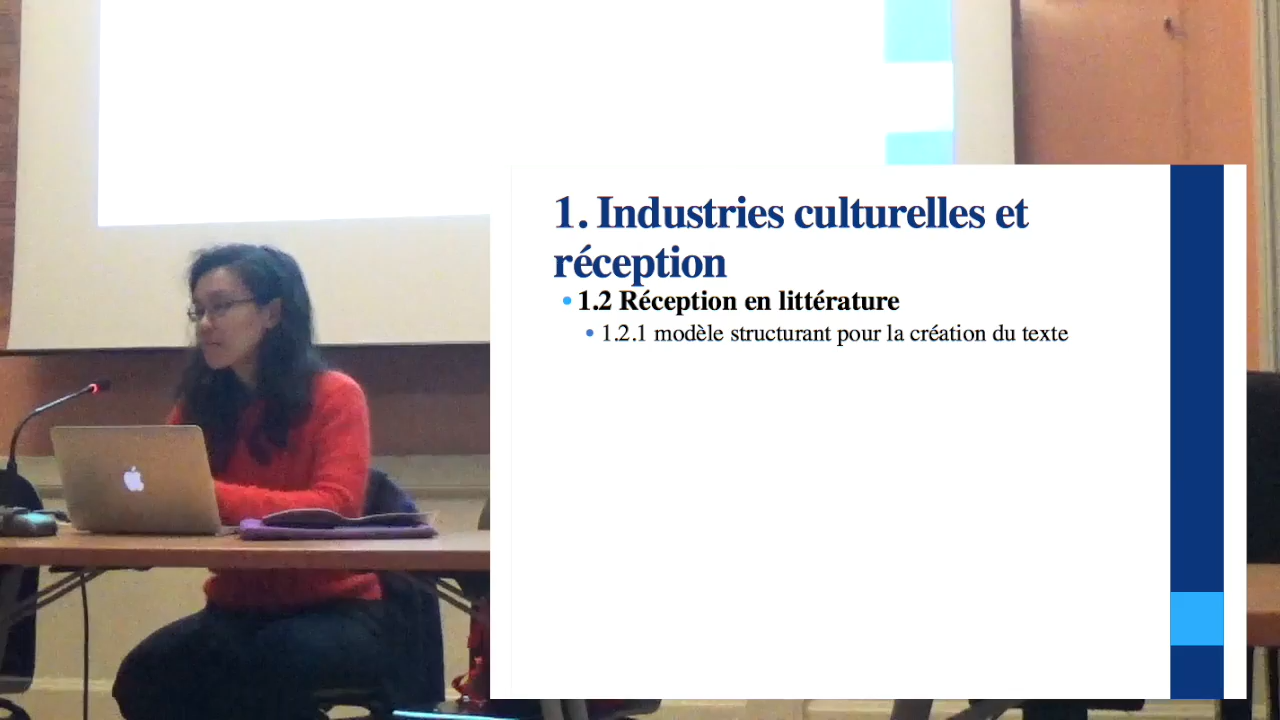 1. Industries culturelles et
réception
• 1.2 Réception en littérature
• 1.2.1 modèle structurant pour la création du texte